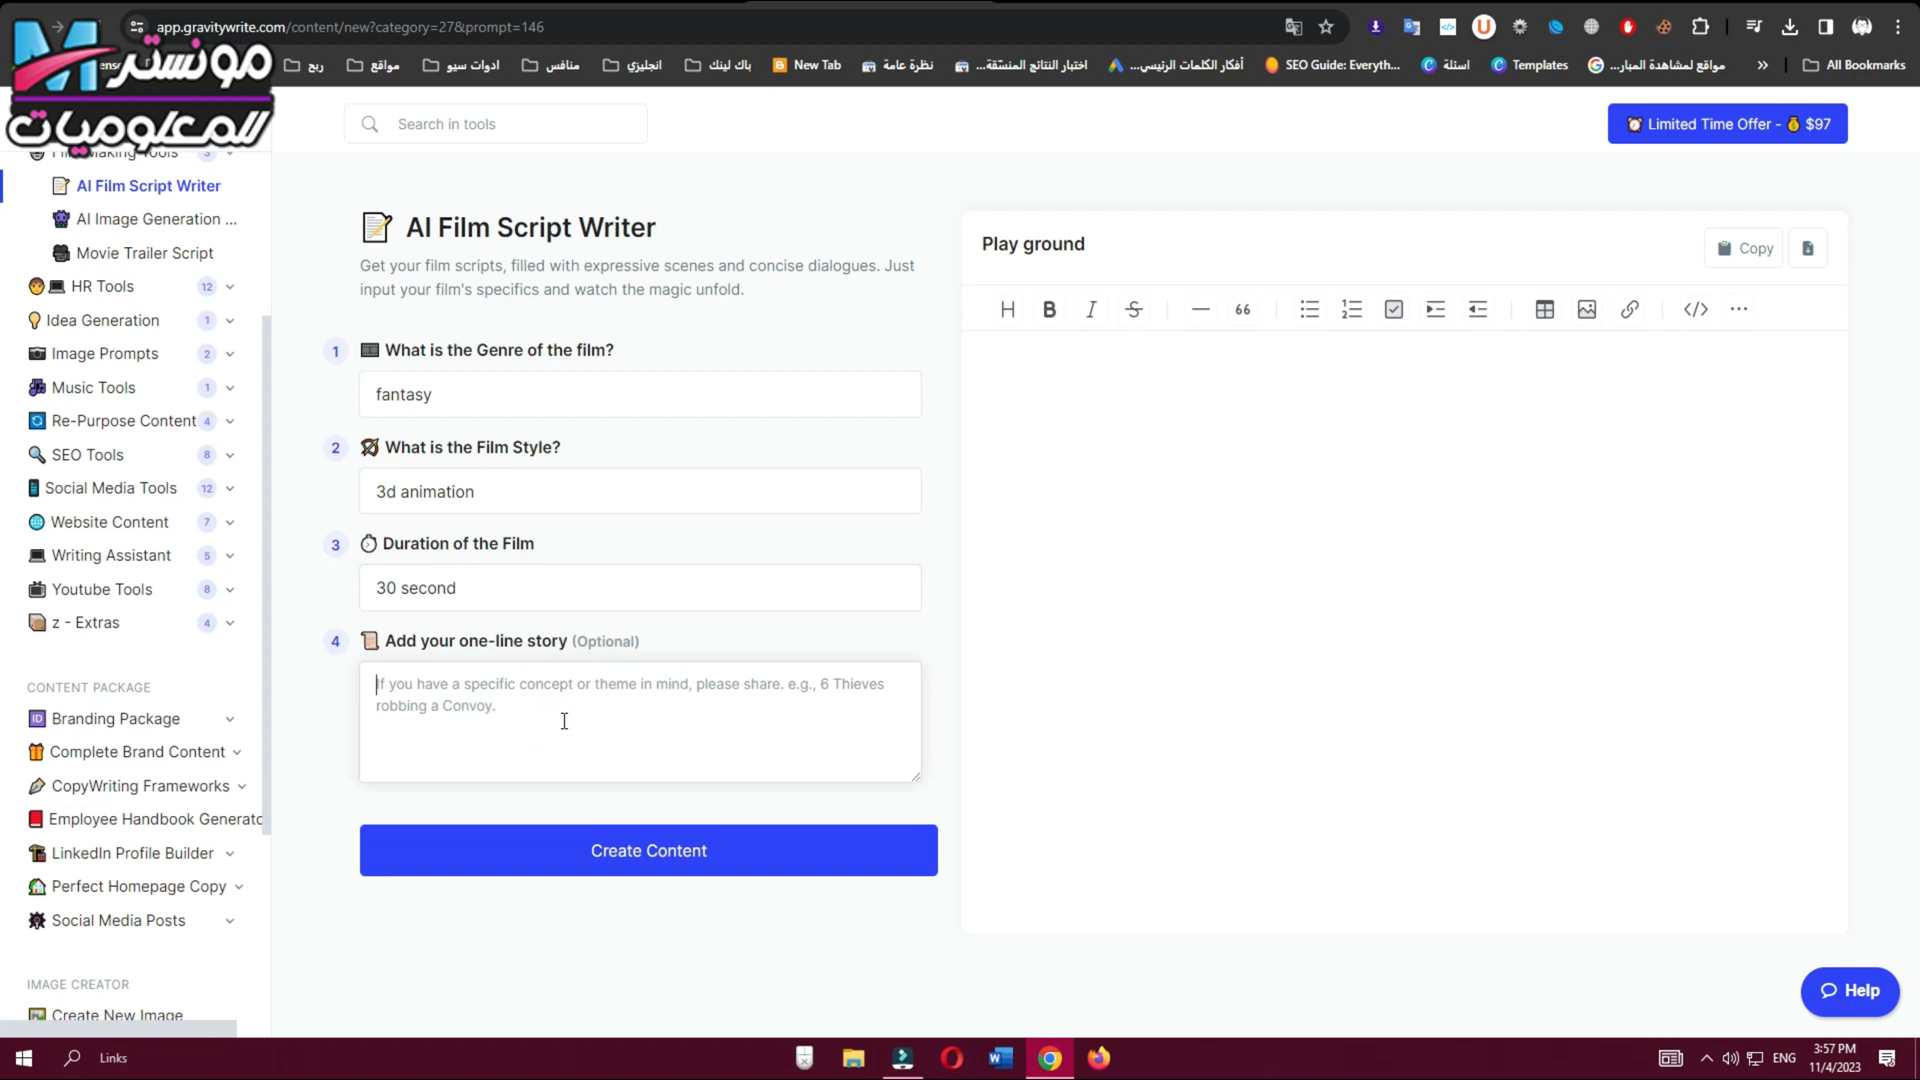 app.gravitywrite.com/content/new?category=27&prompt=146
مونستر
المعلوميات
ربح
مواقع
ادوات سيو
منافس
انجليزي
باك لينك
New Tab
نظرة عامة
اختبار النتائج المنسّقة...
أفكار الكلمات الرئيس...
SEO Guide: Everyth...
اسئلة
Templates
مواقع لمشاهدة المبار...
»
All Bookmarks
Search in tools
Limited Time Offer - $97
3
AI Film Script Writer
AI Image Generation ...
Movie Trailer Script
HR Tools 12
Idea Generation 1
Image Prompts 2
Music Tools 1
Re-Purpose Content 4
SEO Tools 8
Social Media Tools 12
Website Content 7
Writing Assistant 5
Youtube Tools 8
z - Extras 4
CONTENT PACKAGE
Branding Package
Complete Brand Content
CopyWriting Frameworks
Employee Handbook Generato
LinkedIn Profile Builder
Perfect Homepage Copy
Social Media Posts
IMAGE CREATOR
Create New Image
AI Film Script Writer
Get your film scripts, filled with expressive scenes and concise dialogues. Just
input your film's specifics and watch the magic unfold.
1 What is the Genre of the film?
fantasy
2 What is the Film Style?
3d animation
3 Duration of the Film
30 second
4 Add your one-line story (Optional)
If you have a specific concept or theme in mind, please share. e.g., 6 Thieves
robbing a Convoy.
Create Content
Play ground
Copy
H B I S 66
Help
Links
ENG
3:57 PM
11/4/2023